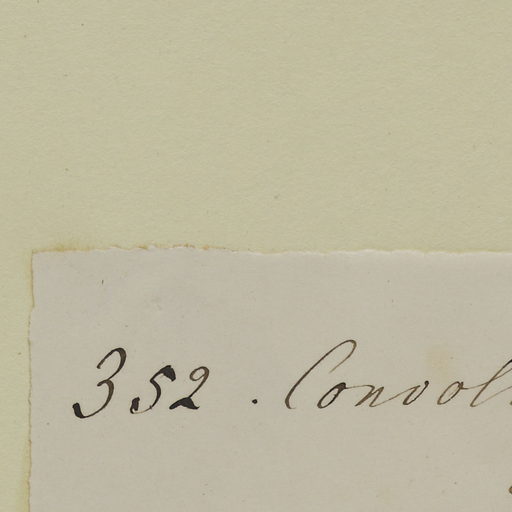 352 . Convol